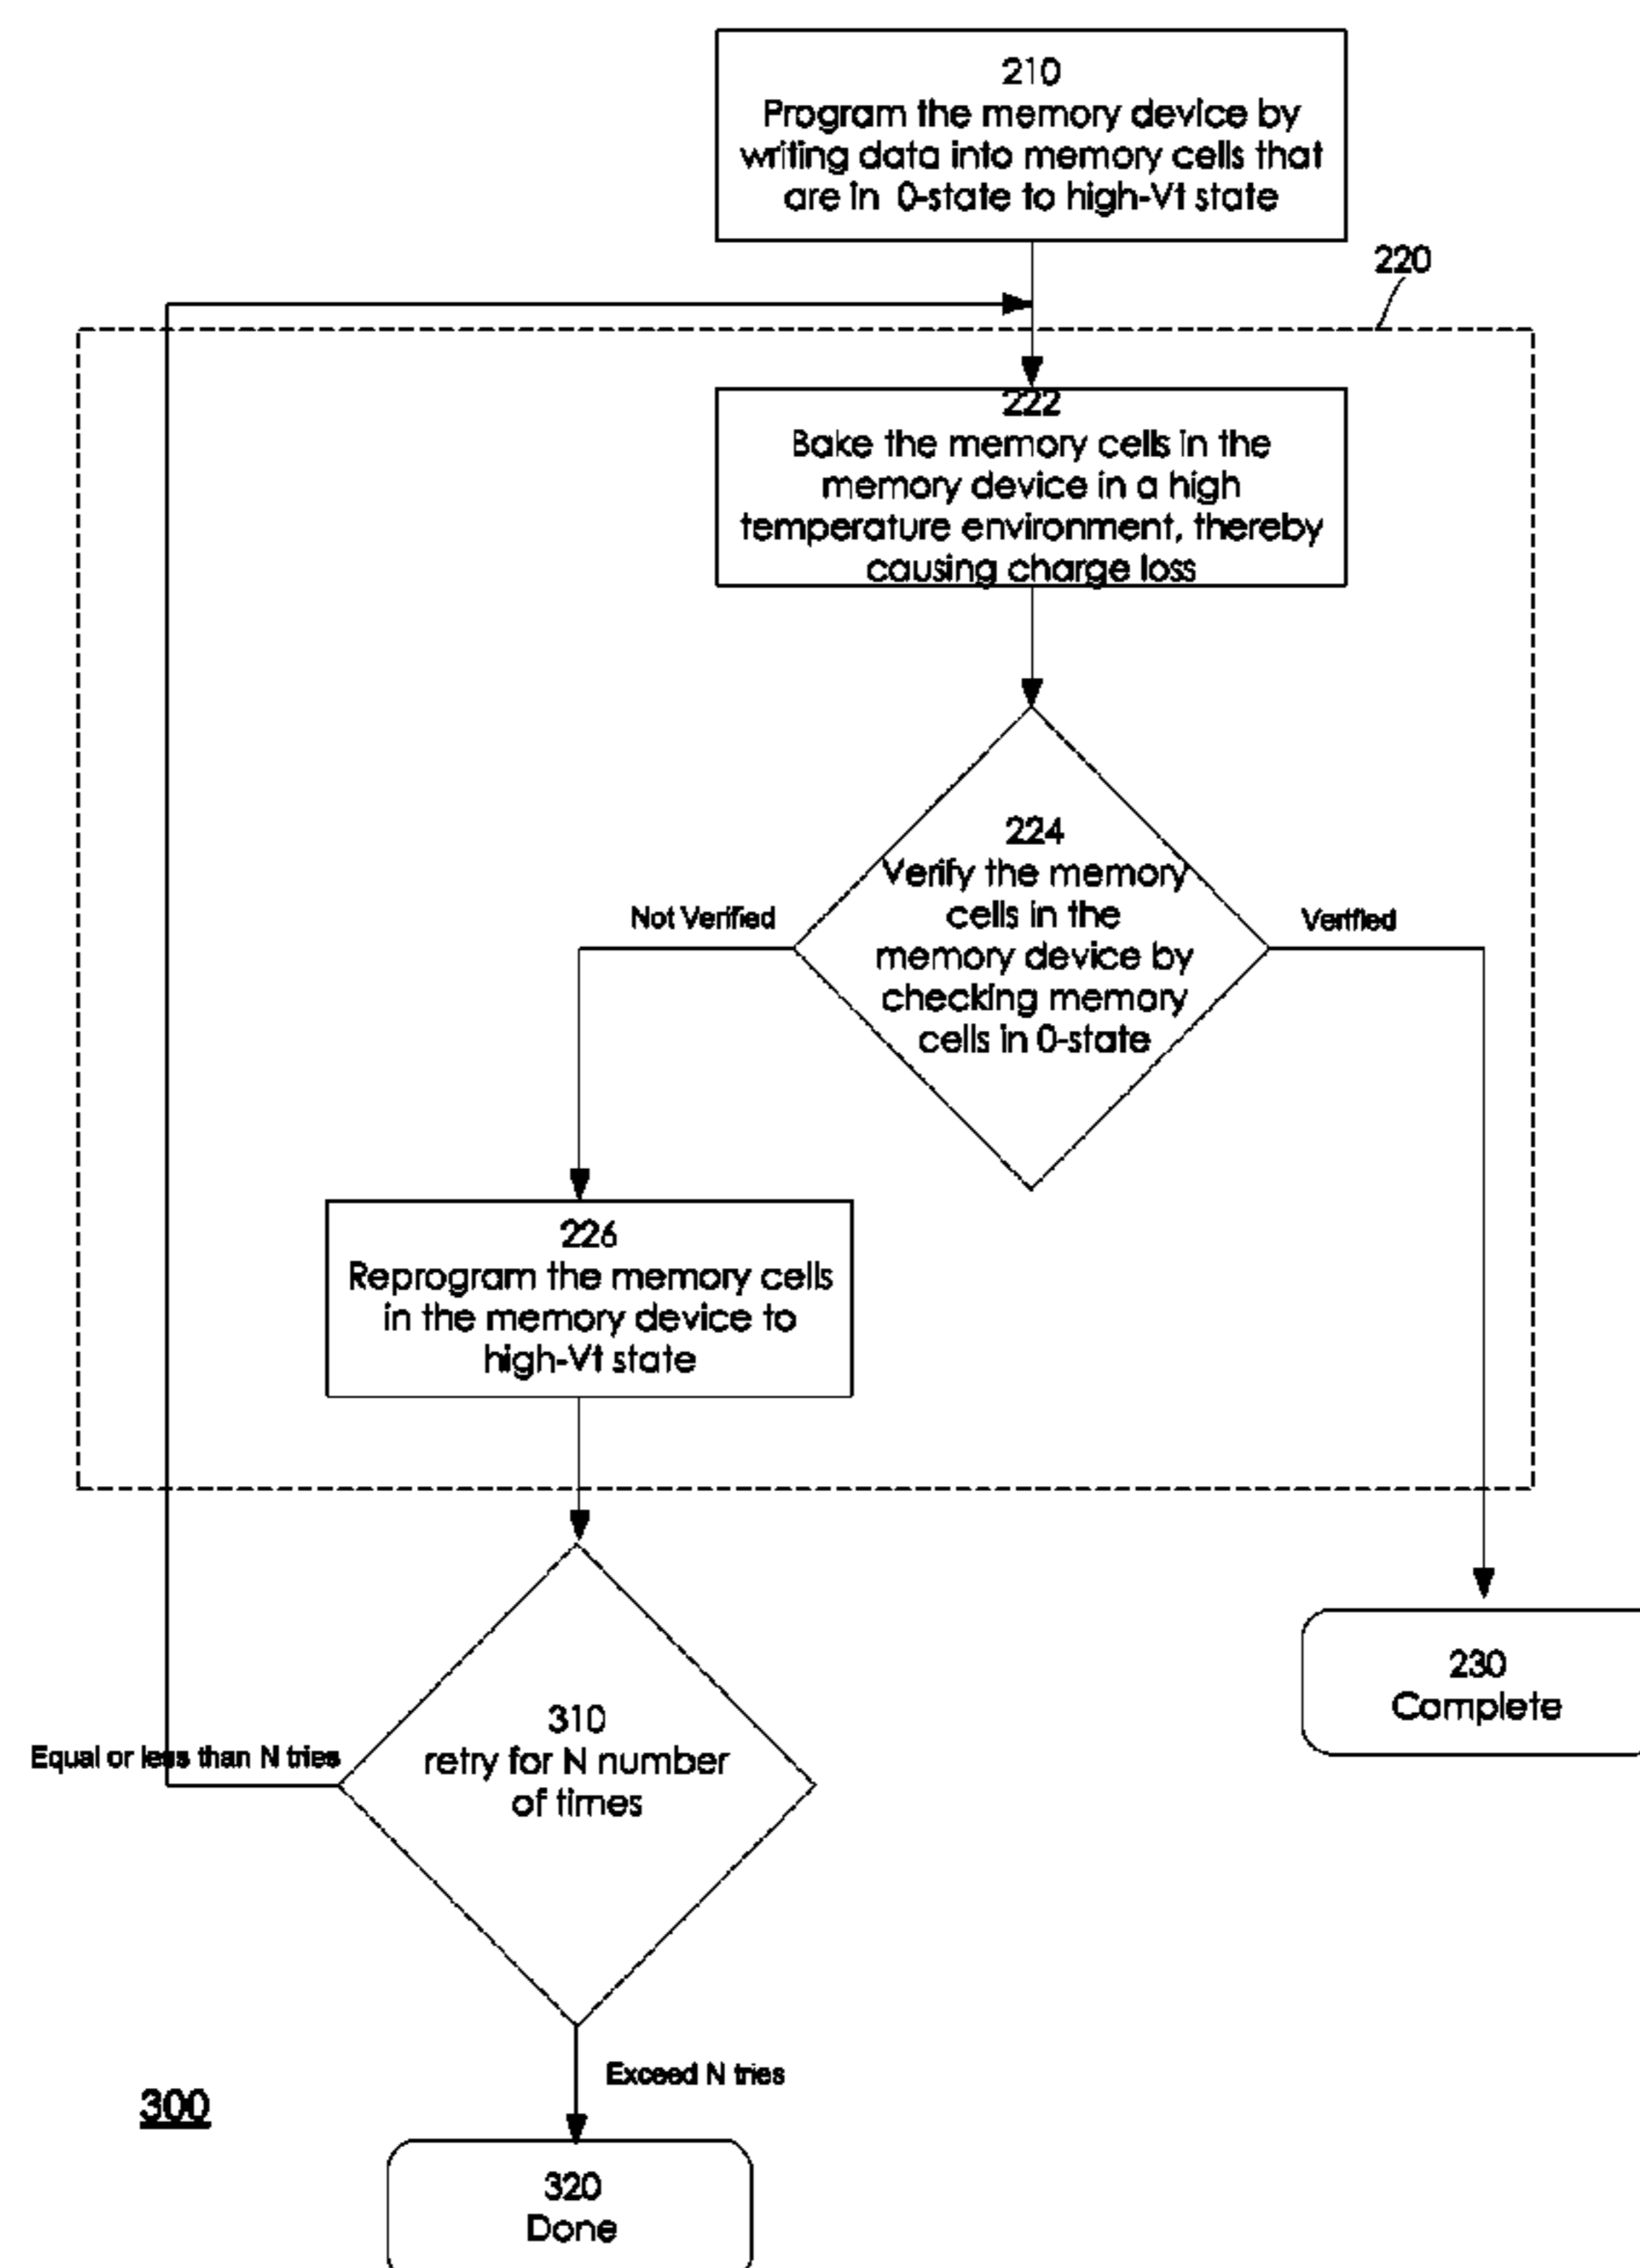 210
Program the memory device by
writing data into memory cells that
are in 0-state to high-Vt state
220
222
Bake the memory cells in the
memory device in a high
temperature environment, thereby
causing charge loss
224
Verify the memory
cells in the
memory device by
checking memory
cells in 0-state
Not Verified
Verified
226
Reprogram the memory cells
in the memory device to
high-Vt state
230
Complete
310
retry for N number
of times
Equal or less than N tries
Exceed N tries
300
320
Done